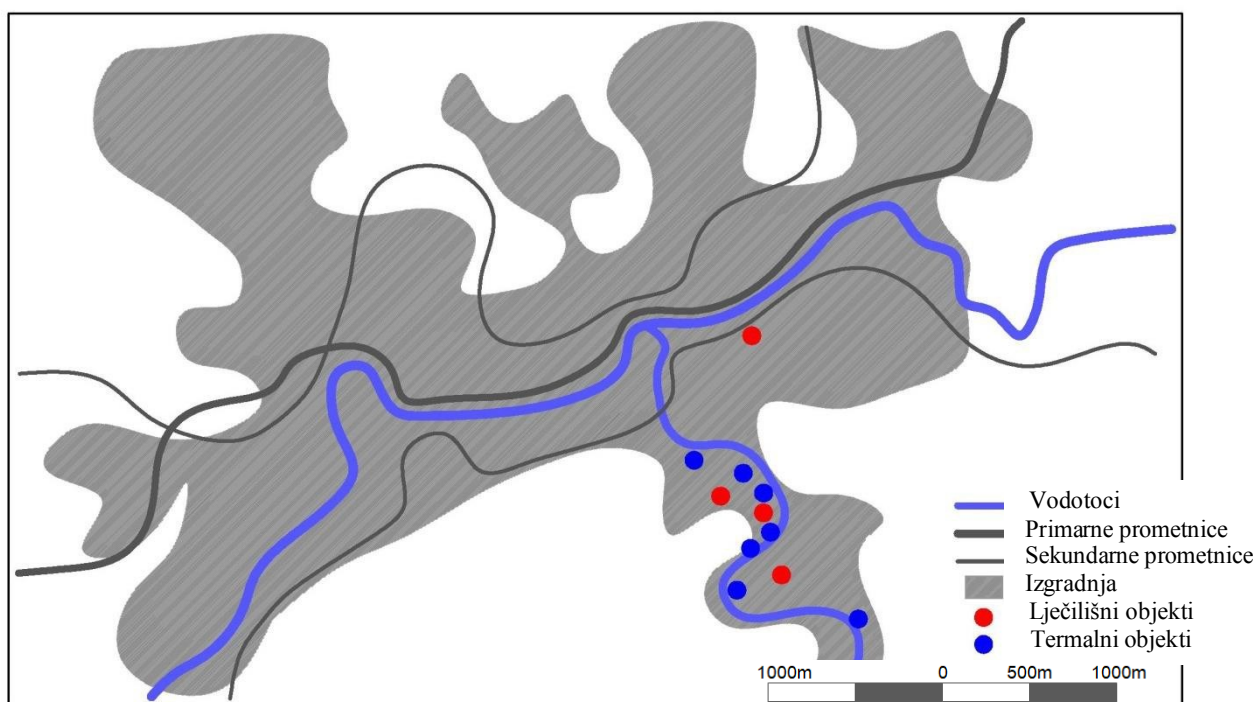 Vodotoci
Primarne prometnice
Sekundarne prometnice
Izgradnja
Lječilišni objekti
Termalni objekti
1000m 0 500m 1000m